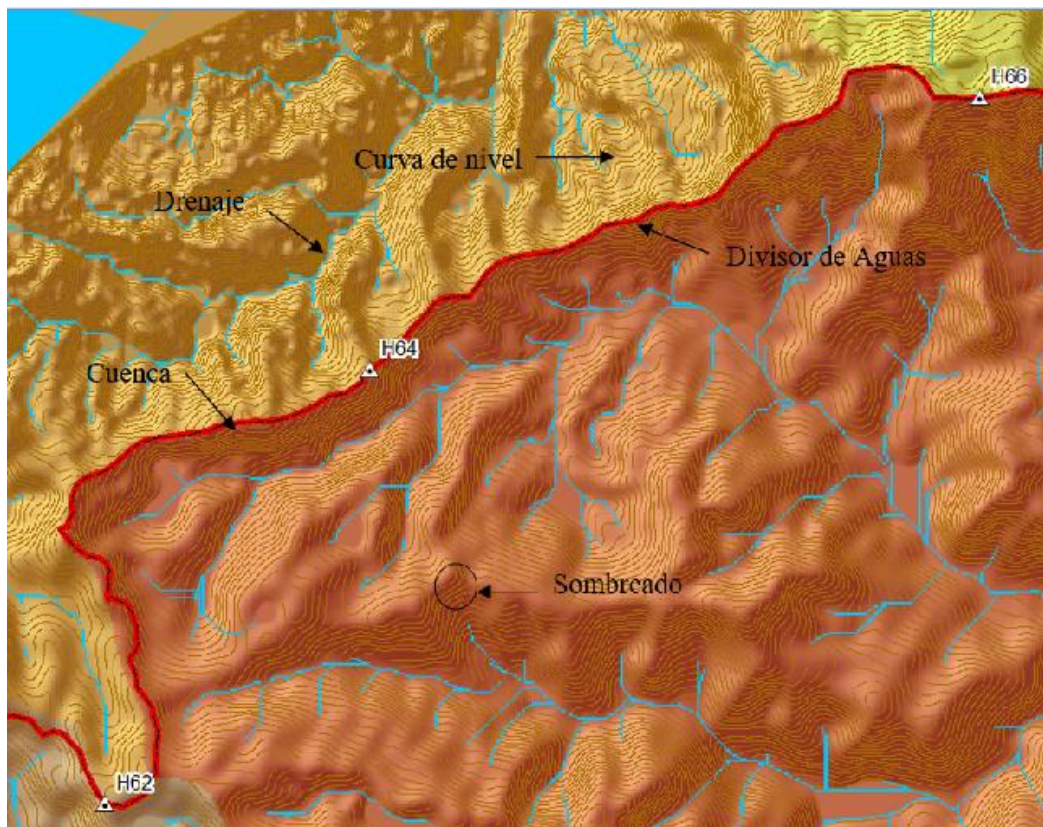 H66
Curva de nivel
Drenaje
Divisor de Aguas
H64
Cuenca
Sombreado
H62